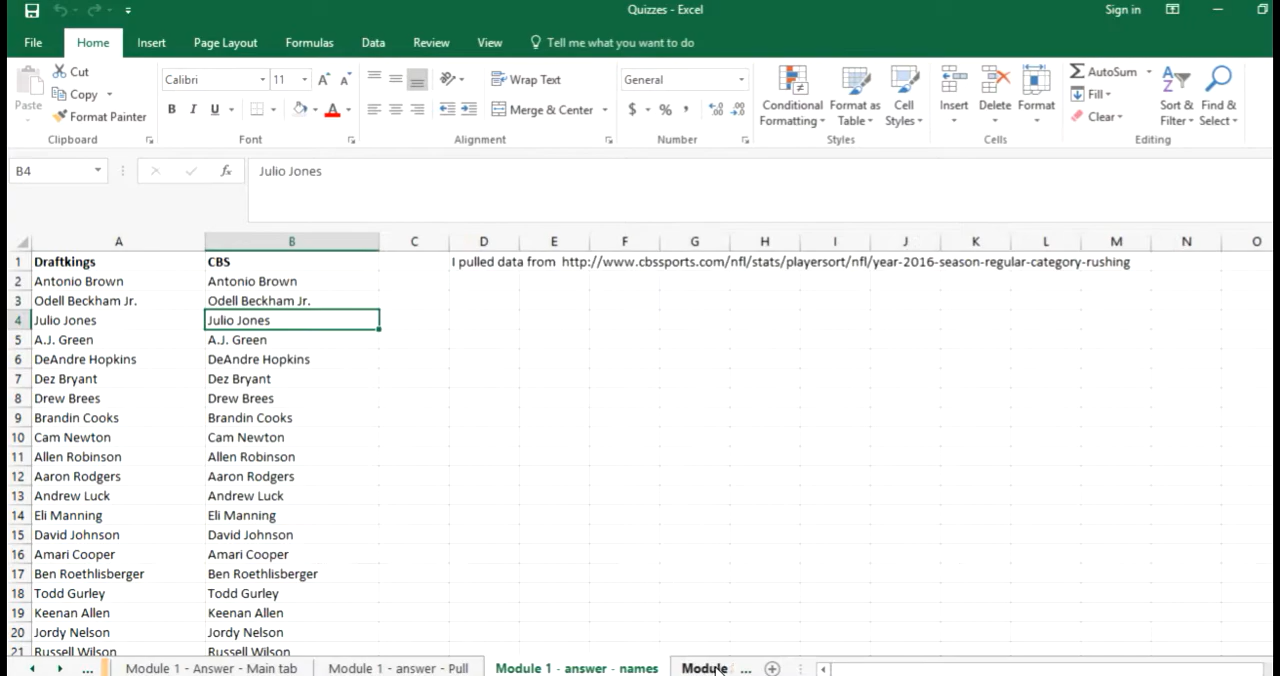 Quizzes - Excel
Sign in
File Home Insert Page Layout Formulas Data Review View Tell me what you want to do
Paste
Cut
Copy
Format Painter
Clipboard
Calibri 11
B I U
Font
Wrap Text
Merge & Center
Alignment
General
$ % ,
Number
Conditional Formatting
Format as Table
Cell Styles
Styles
Insert Delete Format
Cells
AutoSum
Fill
Clear
Sort & Filter
Find & Select
Editing
B4 fx Julio Jones
A B C D E F G H I J K L M N O
1 Draftkings CBS I pulled data from http://www.cbssports.com/nfl/stats/playersort/nfl/year-2016-season-regular-category-rushing
2 Antonio Brown Antonio Brown
3 Odell Beckham Jr. Odell Beckham Jr.
4 Julio Jones Julio Jones
5 A.J. Green A.J. Green
6 DeAndre Hopkins DeAndre Hopkins
7 Dez Bryant Dez Bryant
8 Drew Brees Drew Brees
9 Brandin Cooks Brandin Cooks
10 Cam Newton Cam Newton
11 Allen Robinson Allen Robinson
12 Aaron Rodgers Aaron Rodgers
13 Andrew Luck Andrew Luck
14 Eli Manning Eli Manning
15 David Johnson David Johnson
16 Amari Cooper Amari Cooper
17 Ben Roethlisberger Ben Roethlisberger
18 Todd Gurley Todd Gurley
19 Keenan Allen Keenan Allen
20 Jordy Nelson Jordy Nelson
21 Russell Wilson Russell Wilson
... Module 1 - Answer - Main tab Module 1 - answer - Pull Module 1 - answer - names Module ...